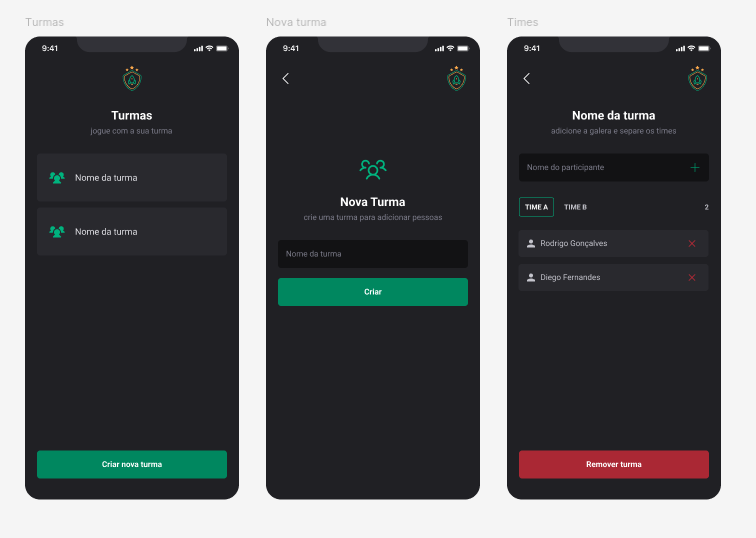 Turmas
9:41
Turmas
jogue com a sua turma
Nome da turma
Nome da turma
Criar nova turma
Nova turma
9:41
Nova Turma
crie uma turma para adicionar pessoas
Nome da turma
Criar
Times
9:41
Nome da turma
adicione a galera e separe os times
Nome do participante
TIME A TIME B 2
Rodrigo Gonçalves
Diego Fernandes
Remover turma